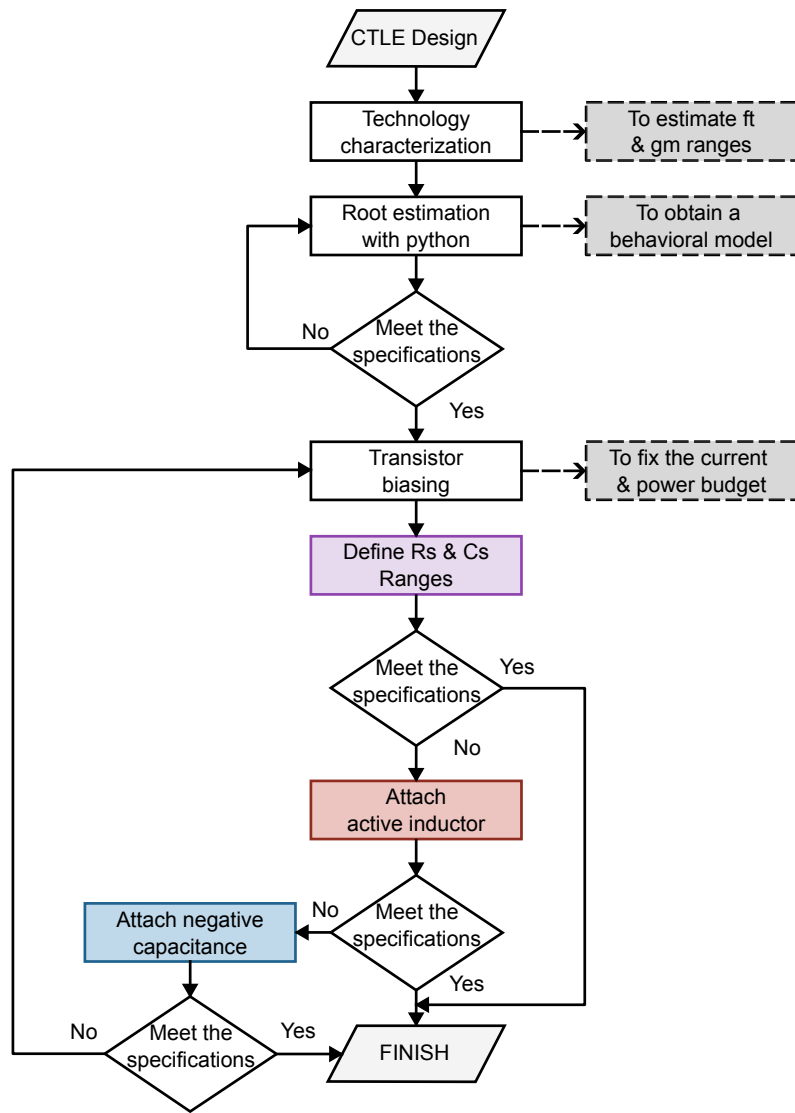 CTLE Design
Technology
characterization
To estimate ft
& gm ranges
Root estimation
with python
To obtain a
behavioral model
No
Meet the
specifications
Yes
Transistor
biasing
To fix the current
& power budget
Define Rs & Cs
Ranges
Meet the
specifications
Yes
No
Attach
active inductor
Attach negative
capacitance
No
Meet the
specifications
Yes
No
Meet the
specifications
Yes
FINISH